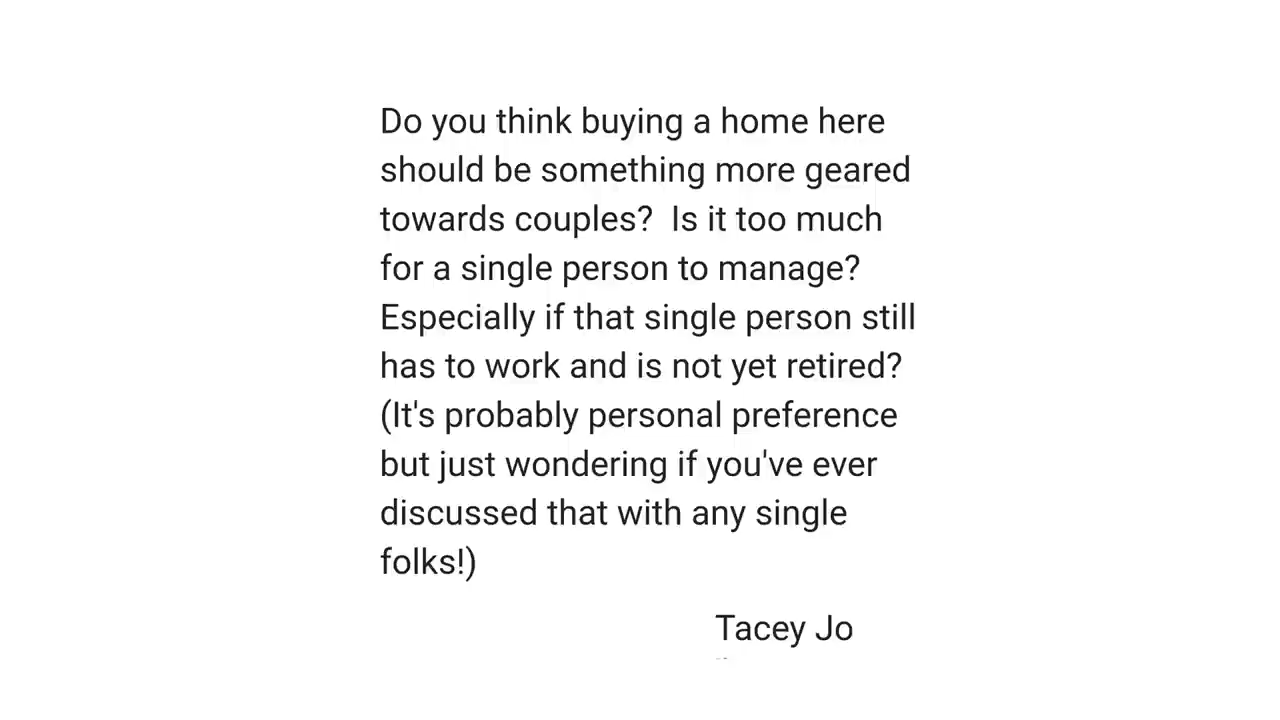 Do you think buying a home here
should be something more geared
towards couples?  Is it too much
for a single person to manage?
Especially if that single person still
has to work and is not yet retired?
(It's probably personal preference
but just wondering if you've ever
discussed that with any single
folks!)
Tacey Jo